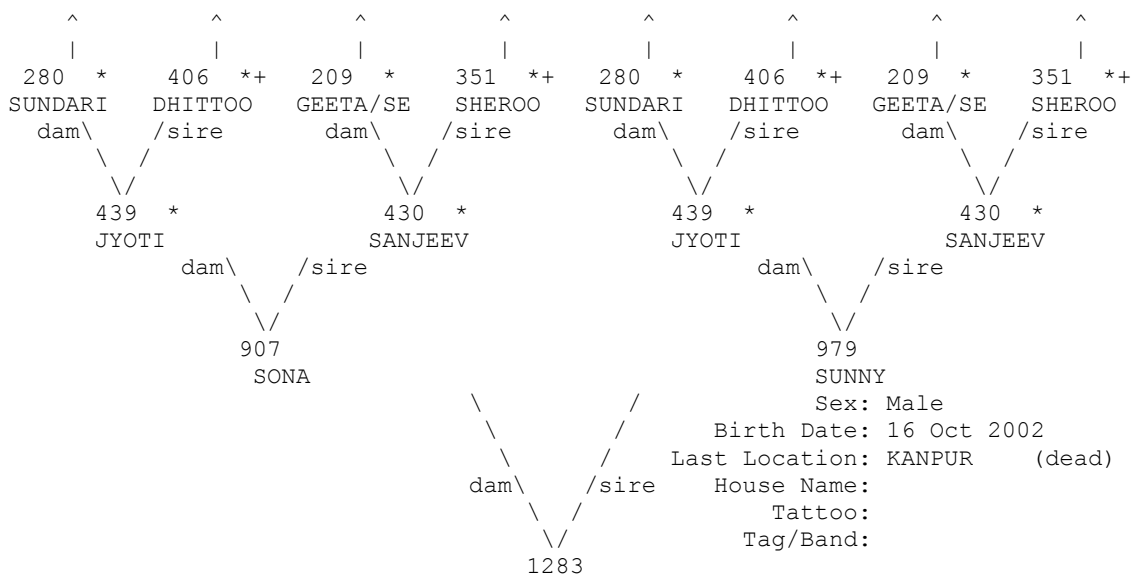 ^             ^             ^             ^             ^             ^             ^             ^
      |             |             |             |             |             |             |             |
 280  *      406  *+   209  *      351  *+   280  *      406  *+   209  *      351  *+
SUNDARI    DHITTOO   GEETA/SE   SHEROO    SUNDARI    DHITTOO   GEETA/SE   SHEROO
dam\      /sire          dam\      /sire          dam\      /sire          dam\      /sire
\    /          \    /          \    /          \    /
\/          \/          \/          \/
439  *          430  *          439  *          430  *
JYOTI          SANJEEV          JYOTI          SANJEEV
dam\      /sire          dam\      /sire
\    /          \    /
\/          \/
907          979
SONA          SUNNY
\          /          Sex: Male
\        /     Birth Date: 16 Oct 2002
\      /   Last Location: KANPUR     (dead)
dam\    /sire    House Name:
\  /          Tattoo:
\/          Tag/Band:
1283